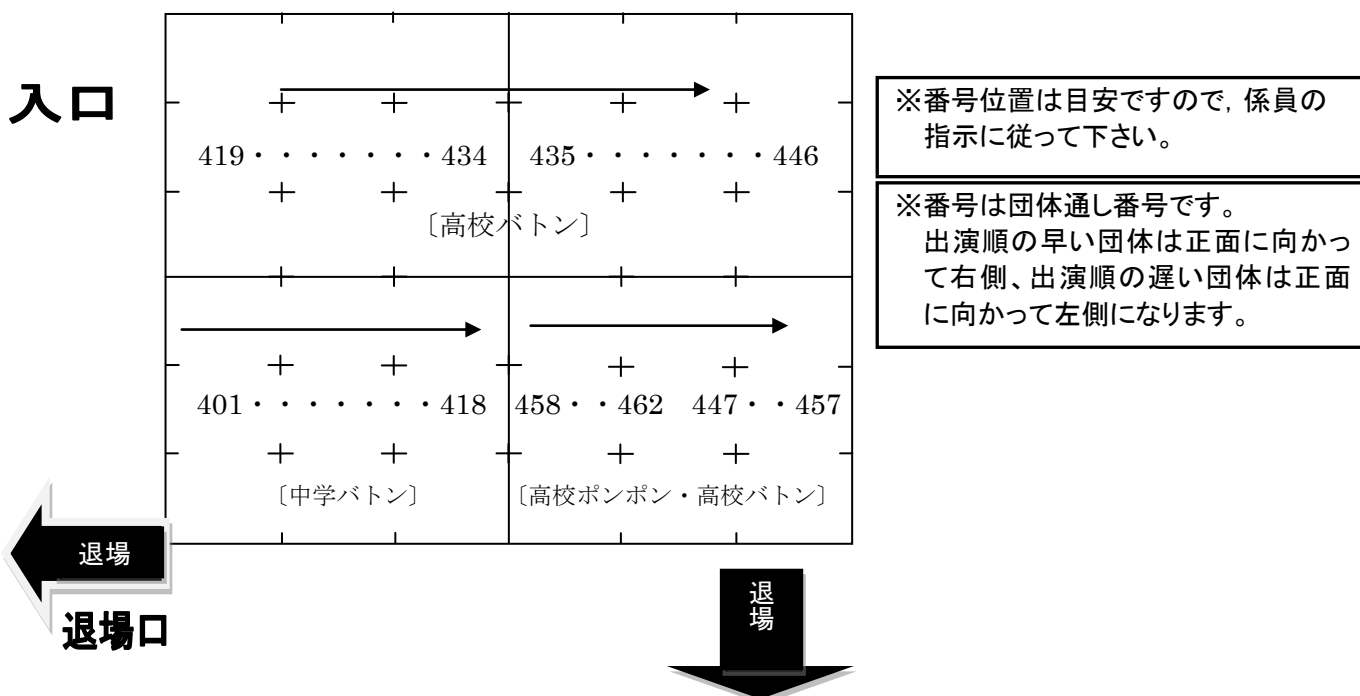 入口
419・・・・・・・434 435・・・・・・・446
〔高校バトン〕
※番号位置は目安ですので, 係員の
指示に従って下さい。
※番号は団体通し番号です。
出演順の早い団体は正面に向かっ
て右側、出演順の遅い団体は正面
に向かって左側になります。
401・・・・・・・418 458・・462 447・・457
〔中学バトン〕 〔高校ポンポン・高校バトン〕
退場
退場口
退場